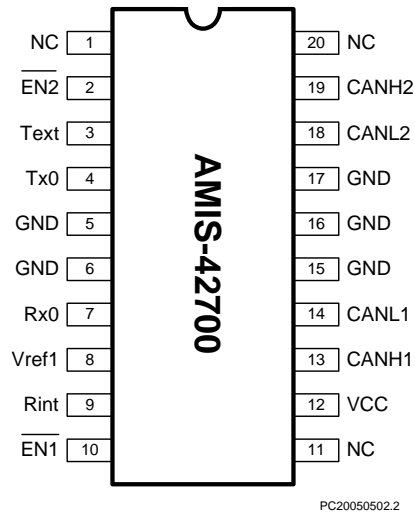 NC 1
EN2 2
Text 3
Tx0 4
GND 5
GND 6
Rx0 7
Vref1 8
Rint 9
EN1 10
AMIS-42700
20 NC
19 CANH2
18 CANL2
17 GND
16 GND
15 GND
14 CANL1
13 CANH1
12 VCC
11 NC
PC20050502.2